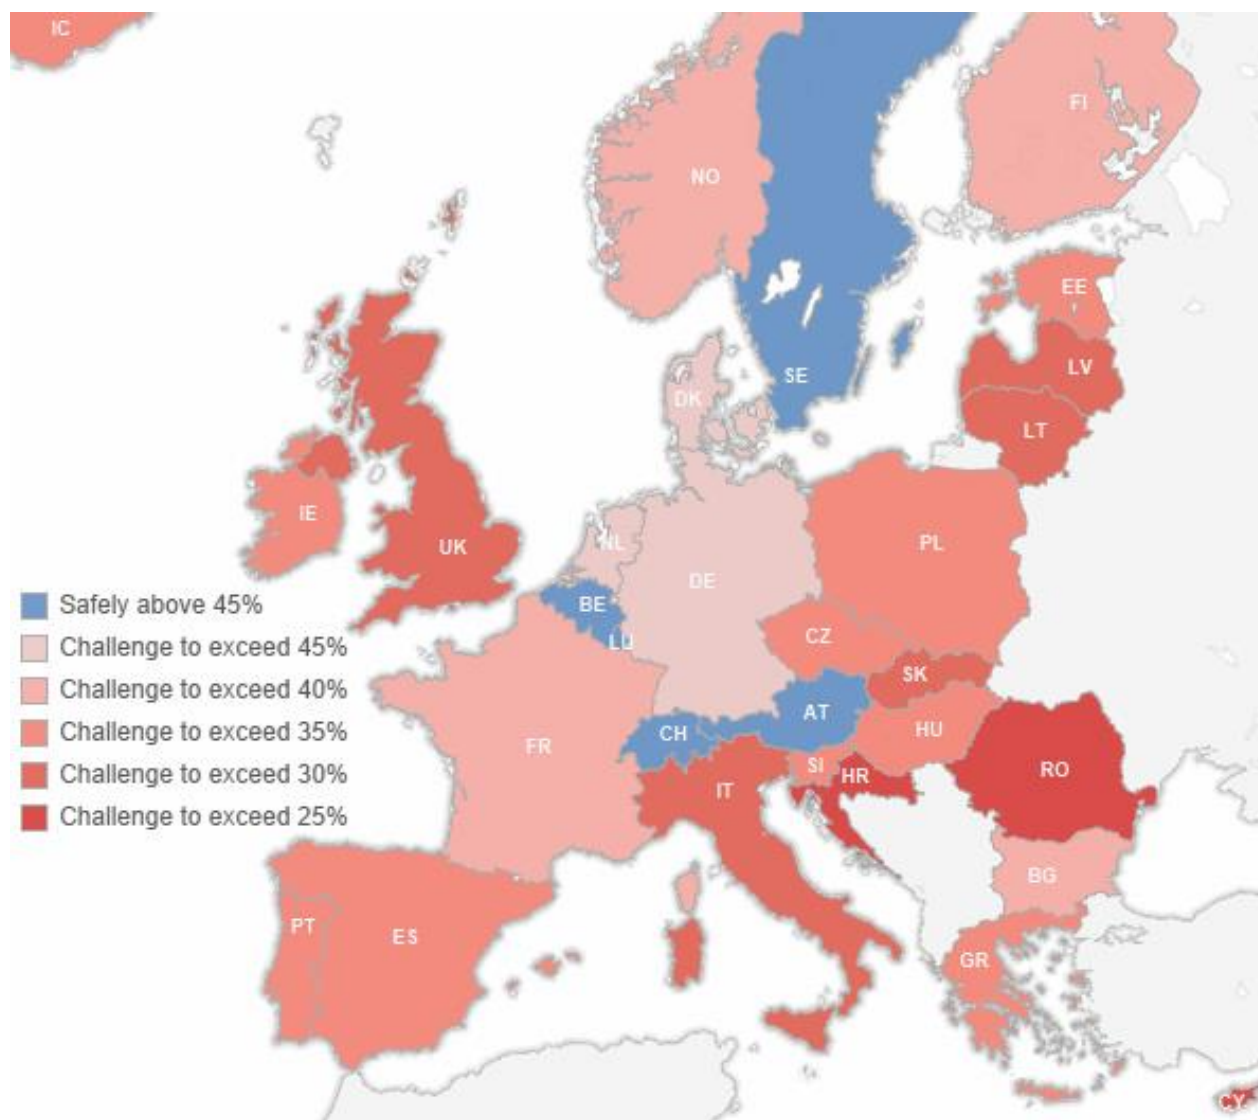 IC
FI
NO
EE
LV
SE
DK
LT
IE
NL
PL
UK
DE
BE
Safely above 45%
CZ
LU
Challenge to exceed 45%
SK
Challenge to exceed 40%
AT
HU
CH
FR
Challenge to exceed 35%
SI
RO
HR
Challenge to exceed 30%
IT
Challenge to exceed 25%
BG
PT
ES
GR
CY